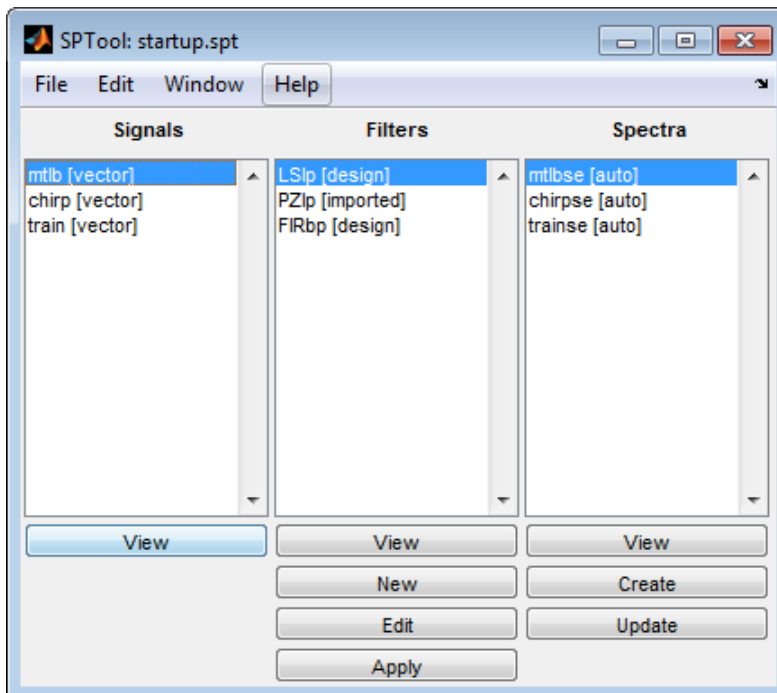 SPTool: startup.spt
File Edit Window Help
Signals Filters Spectra
mtlb [vector] LSlp [design] mtlbse [auto]
chirp [vector] PZlp [imported] chirpse [auto]
train [vector] FIRbp [design] trainse [auto]
View View View
New Create
Edit Update
Apply